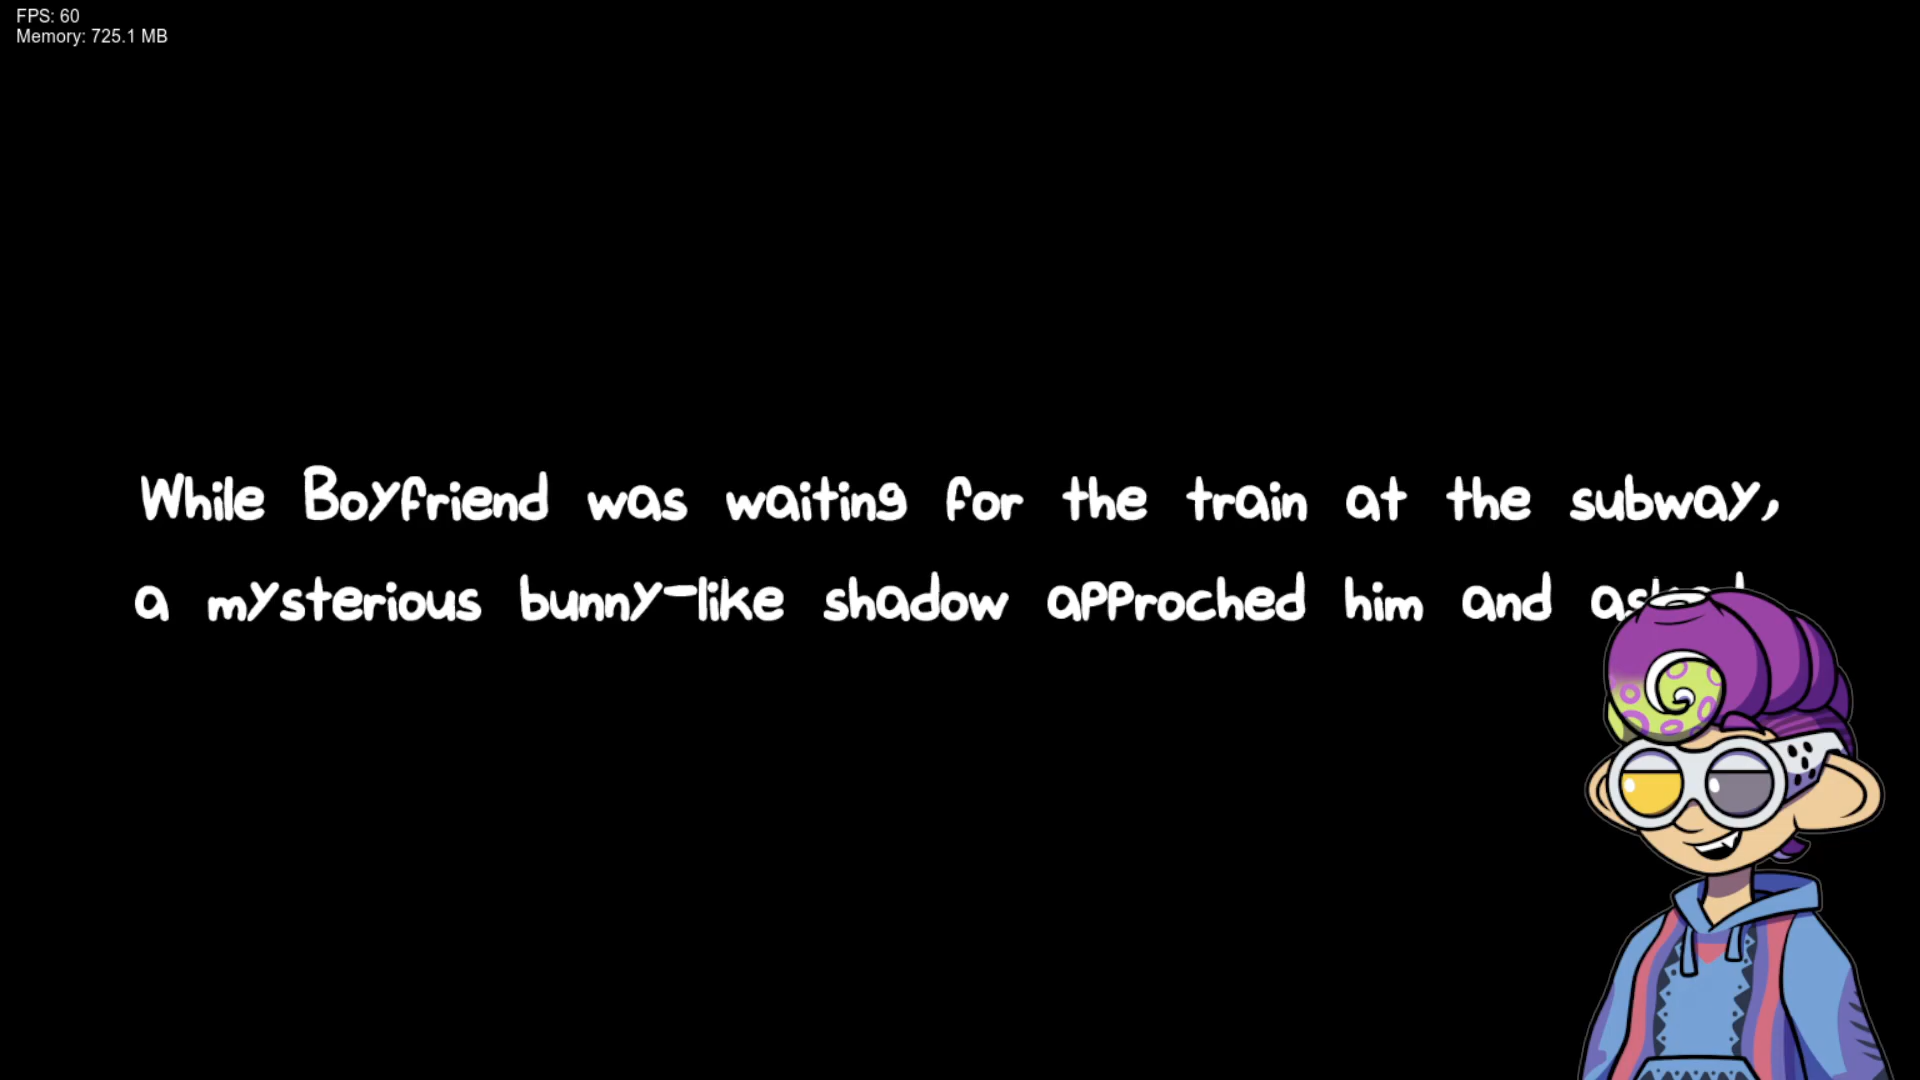 FPS: 60
Memory: 725.1 MB
While Boyfriend was waiting for the train at the subway,
a mysterious bunny-like shadow approched him and